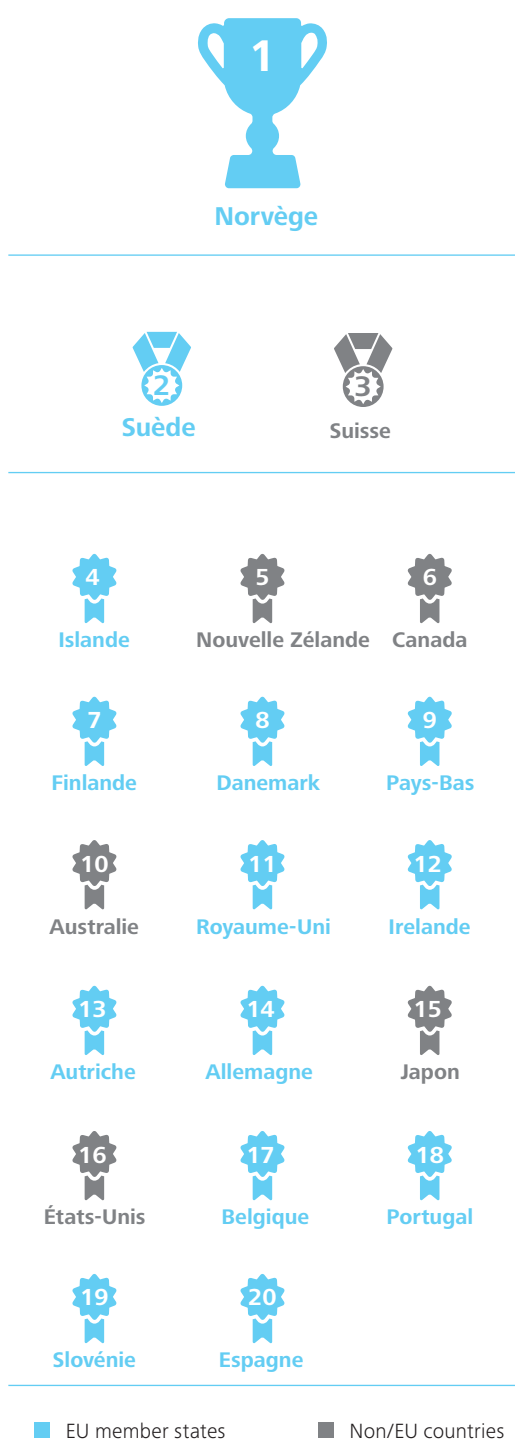 1
Norvège
2 3
Suède Suisse
4 5 6
Islande Nouvelle Zélande Canada
7 8 9
Finlande Danemark Pays-Bas
10 11 12
Australie Royaume-Uni Irelande
13 14 15
Autriche Allemagne Japon
16 17 18
États-Unis Belgique Portugal
19 20
Slovénie Espagne
EU member states Non/EU countries